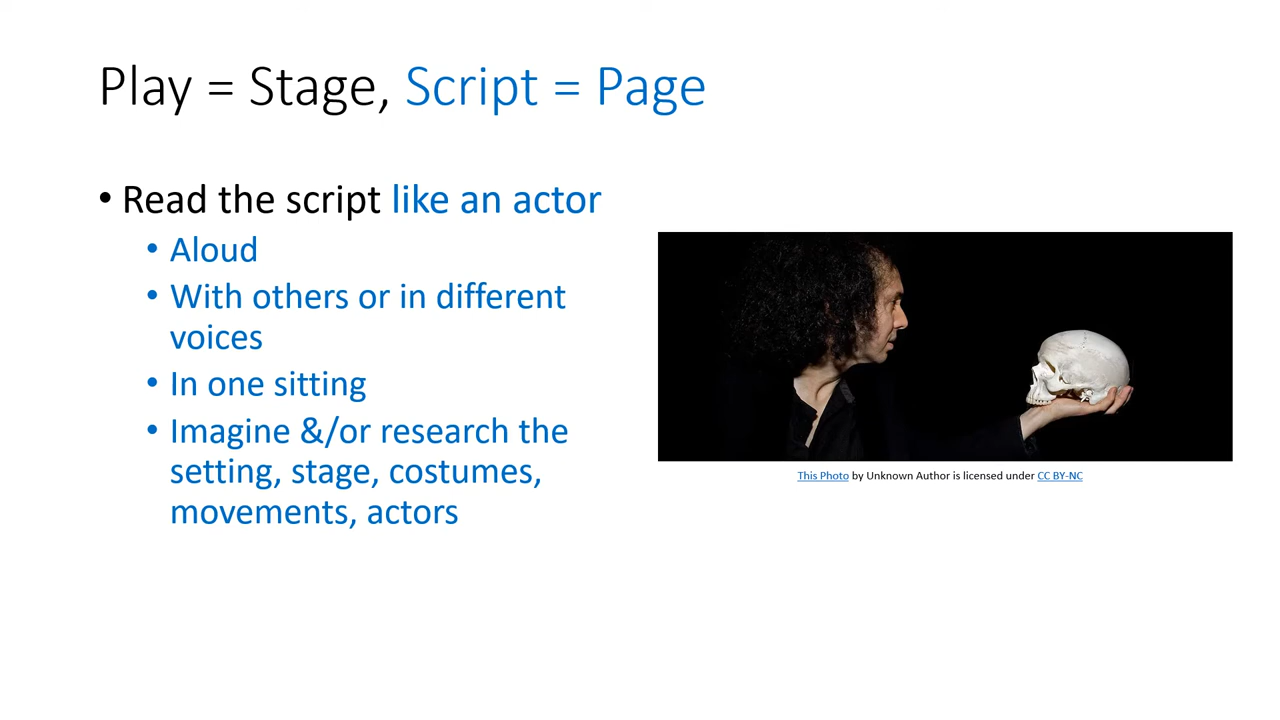 Play = Stage, Script = Page
• Read the script like an actor
• Aloud
• With others or in different
voices
• In one sitting
• Imagine &/or research the
setting, stage, costumes,
movements, actors
This Photo by Unknown Author is licensed under CC BY-NC